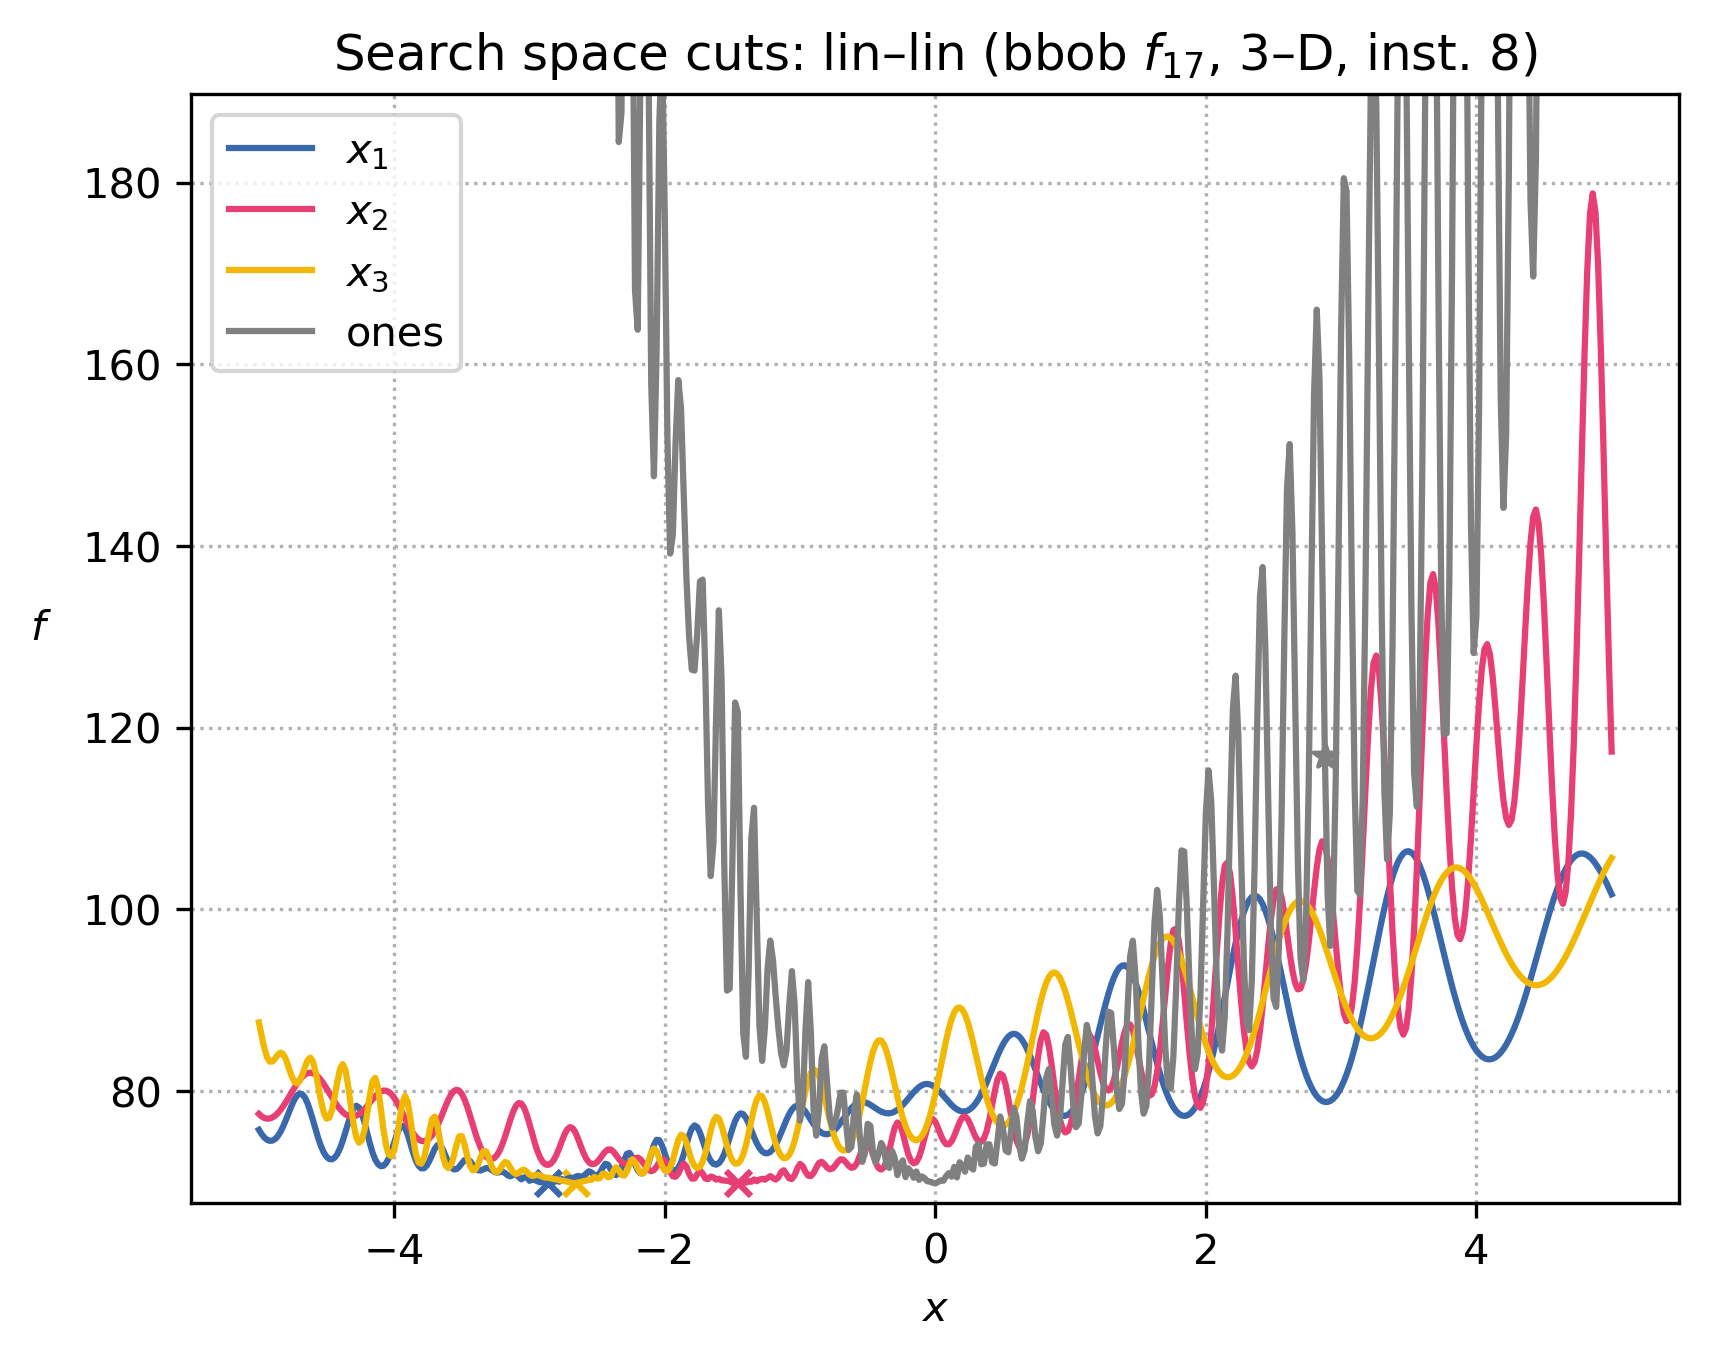 Search space cuts: lin–lin (bbob f₁₇, 3–D, inst. 8)
x₁
x₂
x₃
ones
180
160
140
120
100
80
f
−4 −2 0 2 4
x